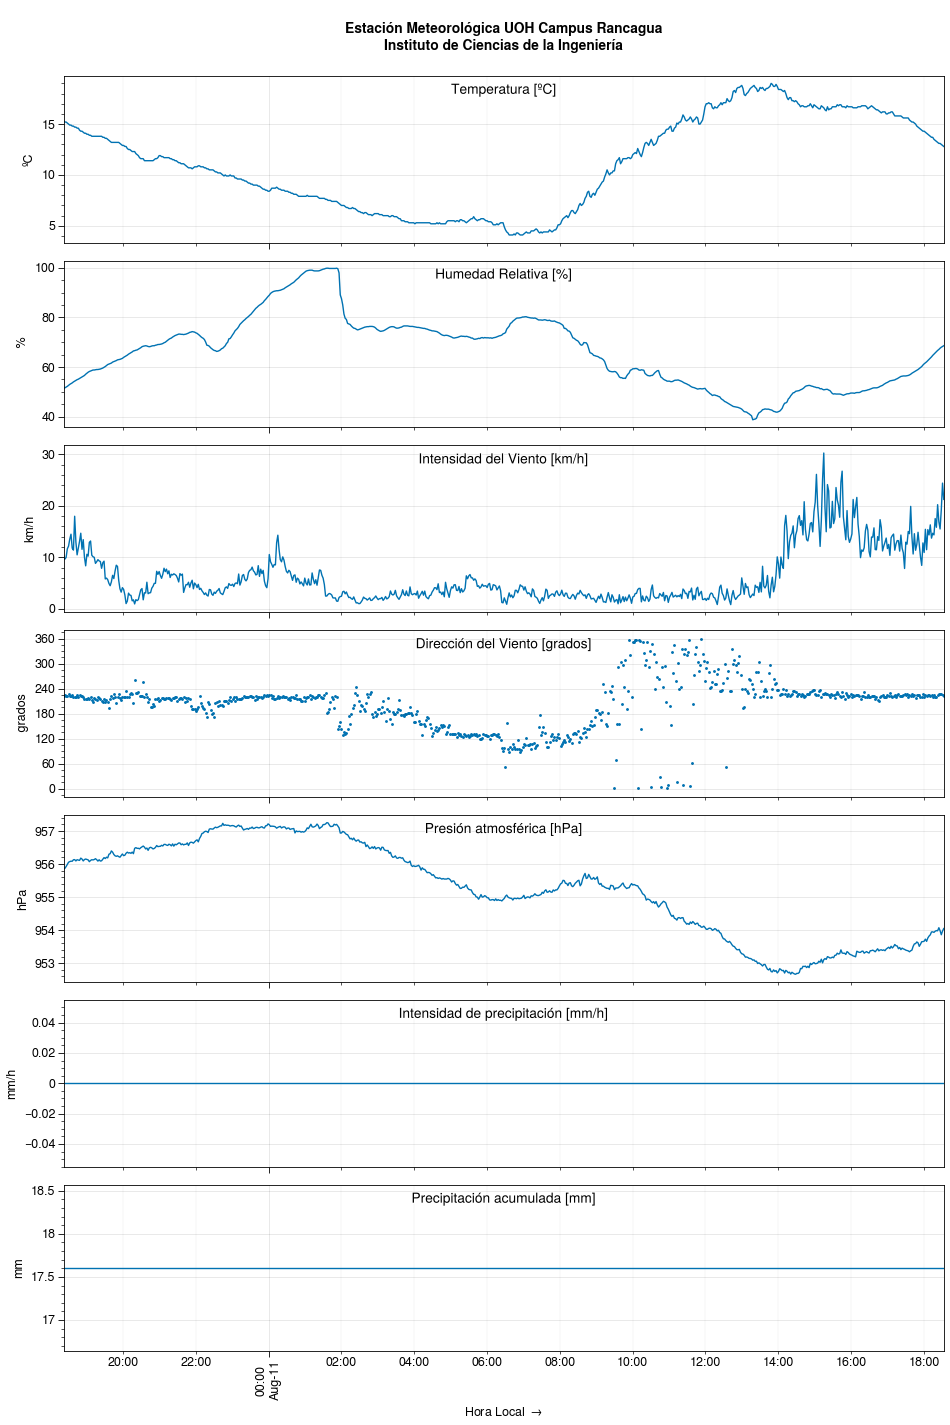 Estación Meteorológica UOH Campus Rancagua
Instituto de Ciencias de la Ingeniería
Temperatura [ºC]
ºC
15
10
5
Humedad Relativa [%]
%
100
80
60
40
Intensidad del Viento [km/h]
km/h
30
20
10
0
Dirección del Viento [grados]
grados
360
300
240
180
120
60
0
Presión atmosférica [hPa]
hPa
957
956
955
954
953
Intensidad de precipitación [mm/h]
mm/h
0.04
0.02
0
−0.02
−0.04
Precipitación acumulada [mm]
mm
18.5
18
17.5
17
20:00 22:00 00:00 02:00 04:00 06:00 08:00 10:00 12:00 14:00 16:00 18:00
Aug-11
Hora Local →